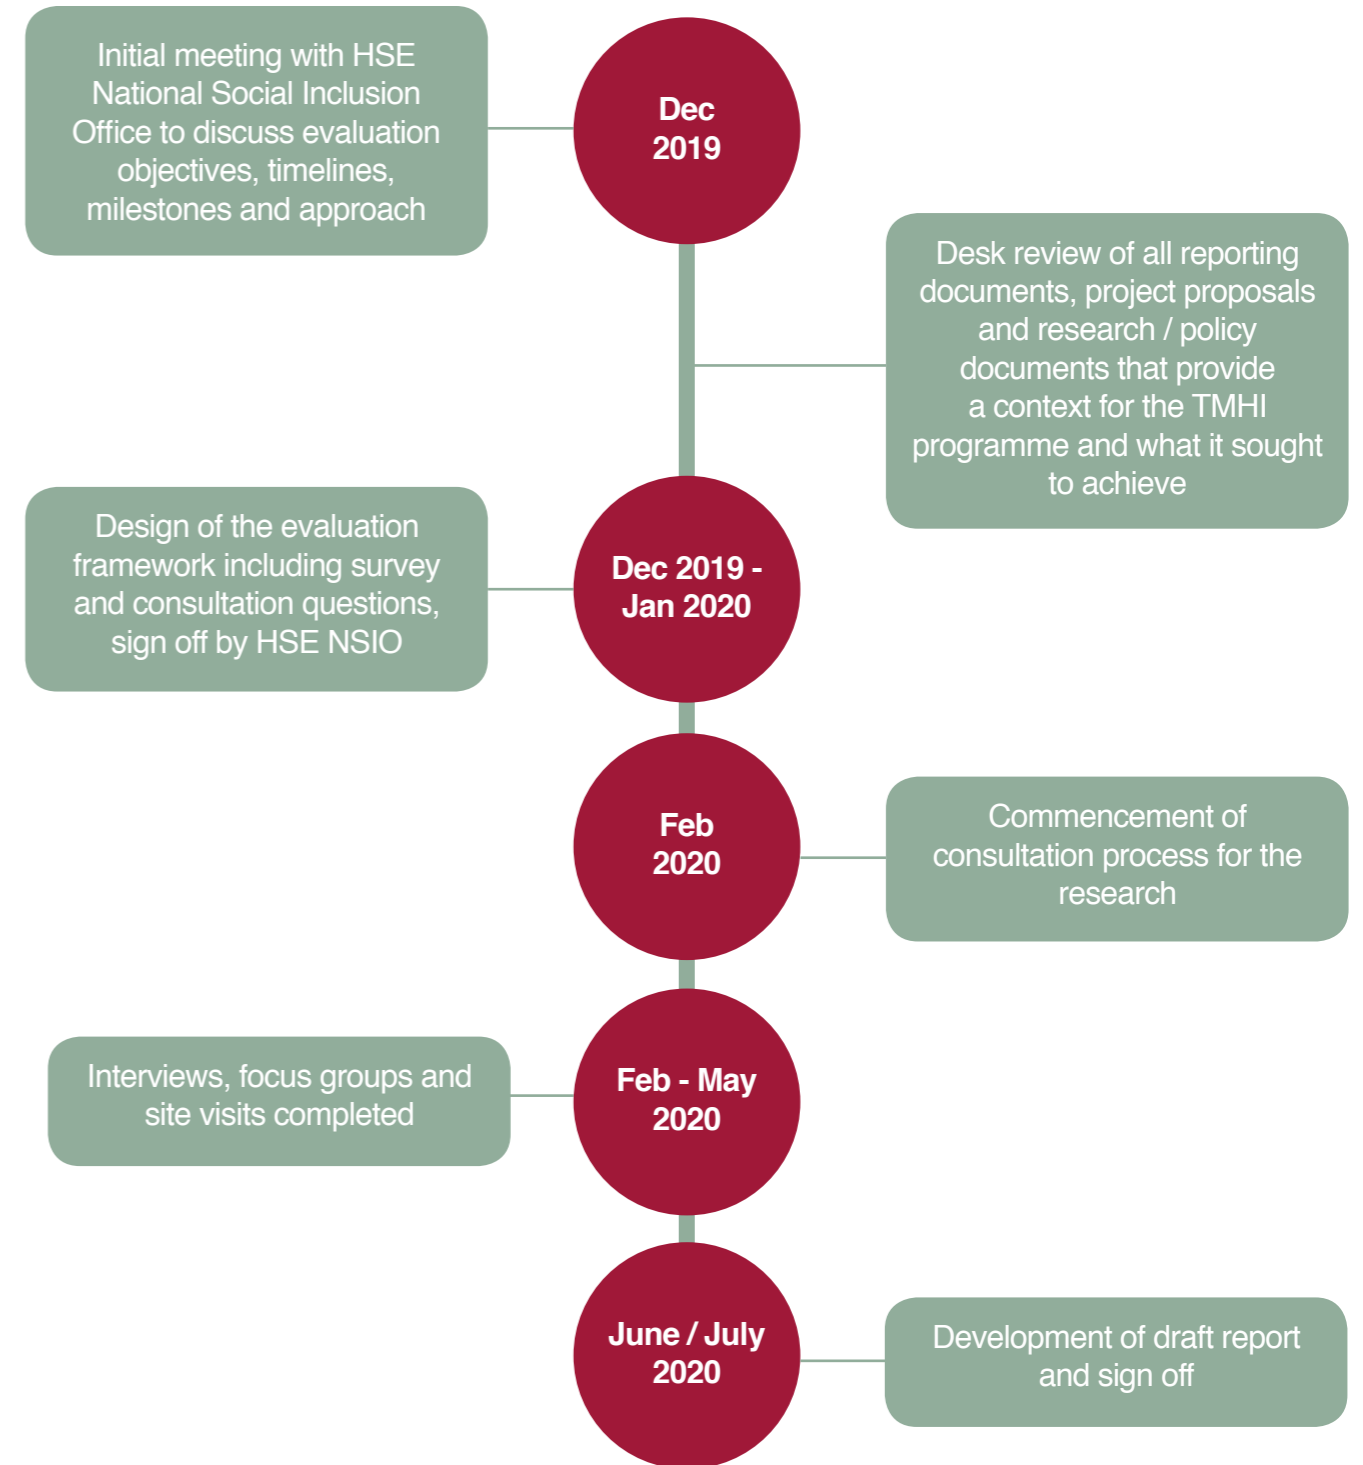 Initial meeting with HSE
National Social Inclusion
Office to discuss evaluation
objectives, timelines,
milestones and approach
Dec
2019
Desk review of all reporting
documents, project proposals
and research / policy
documents that provide
a context for the TMHI
programme and what it sought
to achieve
Design of the evaluation
framework including survey
and consultation questions,
sign off by HSE NSIO
Dec 2019 -
Jan 2020
Feb
2020
Commencement of
consultation process for the
research
Interviews, focus groups and
site visits completed
Feb - May
2020
June / July
2020
Development of draft report
and sign off